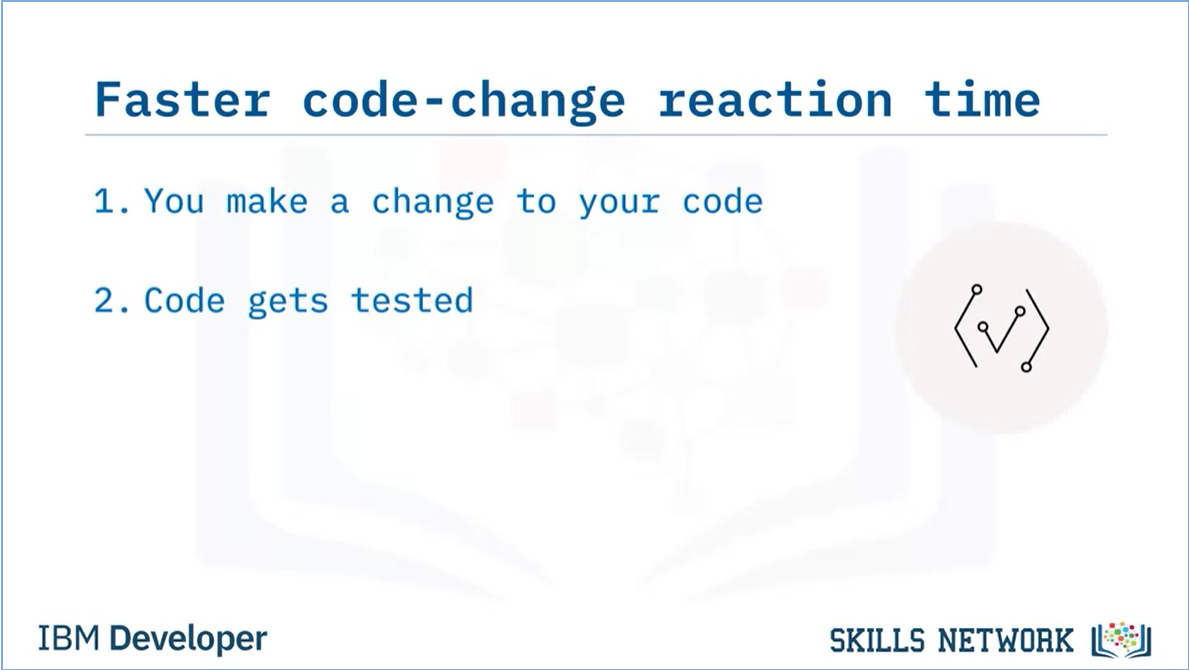 Faster code-change reaction time
1. You make a change to your code
2. Code gets tested
IBM Developer
SKILLS NETWORK